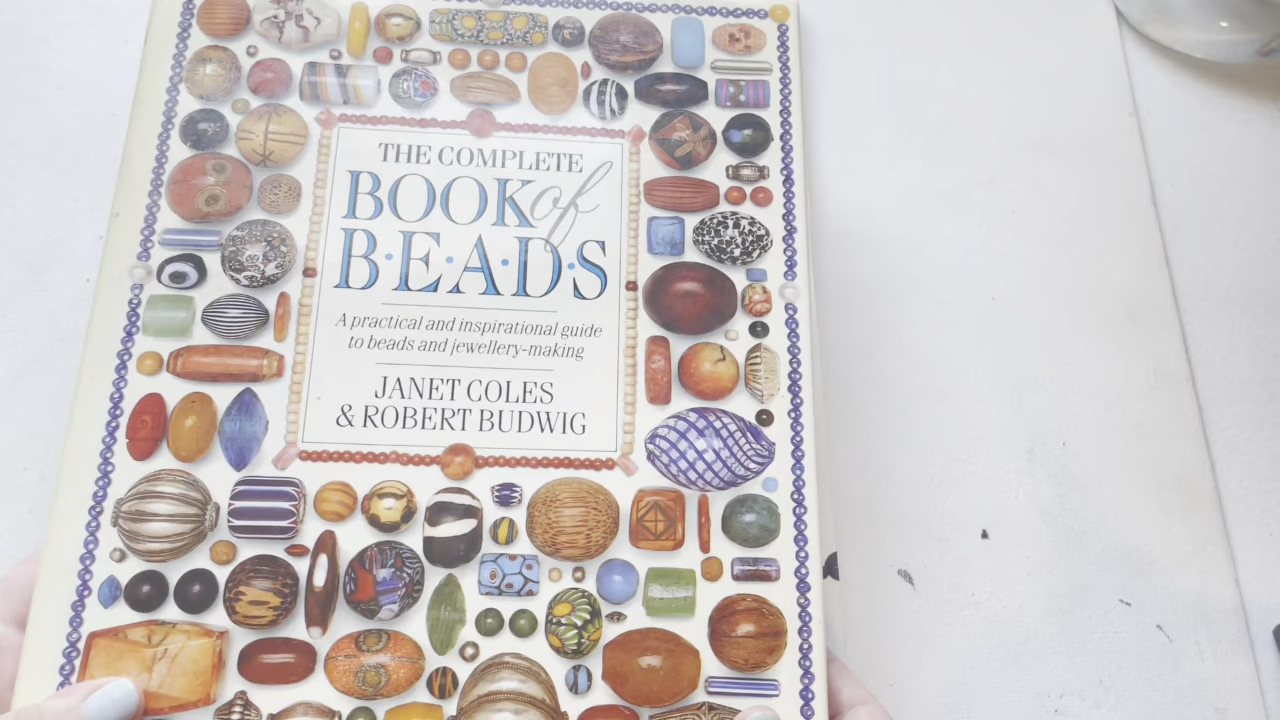 THE COMPLETE
BOOK of
B·E·A·D·S
A practical and inspirational guide
to beads and jewellery-making
JANET COLES
& ROBERT BUDWIG